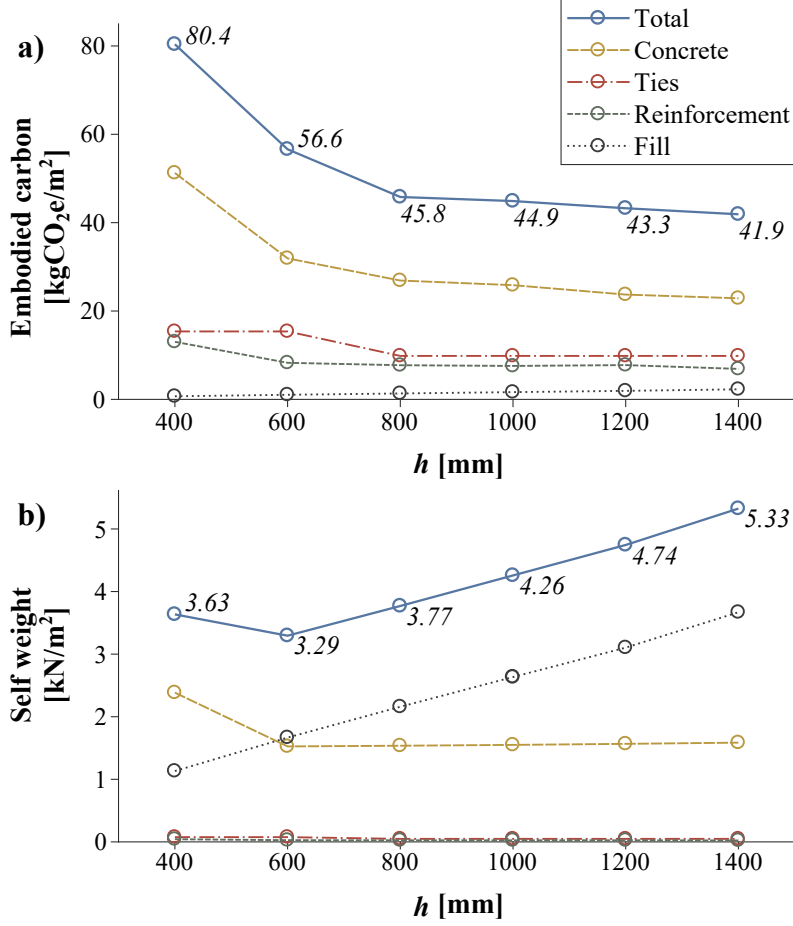 a)
Total
Concrete
Ties
Reinforcement
Fill
Embodied carbon
[kgCO₂e/m²]
80
60
40
20
0
80.4
56.6
45.8
44.9
43.3
41.9
400
600
800
1000
1200
1400
h [mm]
b)
Self weight
[kN/m²]
5
4
3
2
1
0
3.63
3.29
3.77
4.26
4.74
5.33
400
600
800
1000
1200
1400
h [mm]